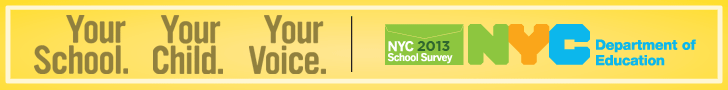 Your School. Your Child. Your Voice.
NYC 2013
School Survey
NYC
Department of
Education